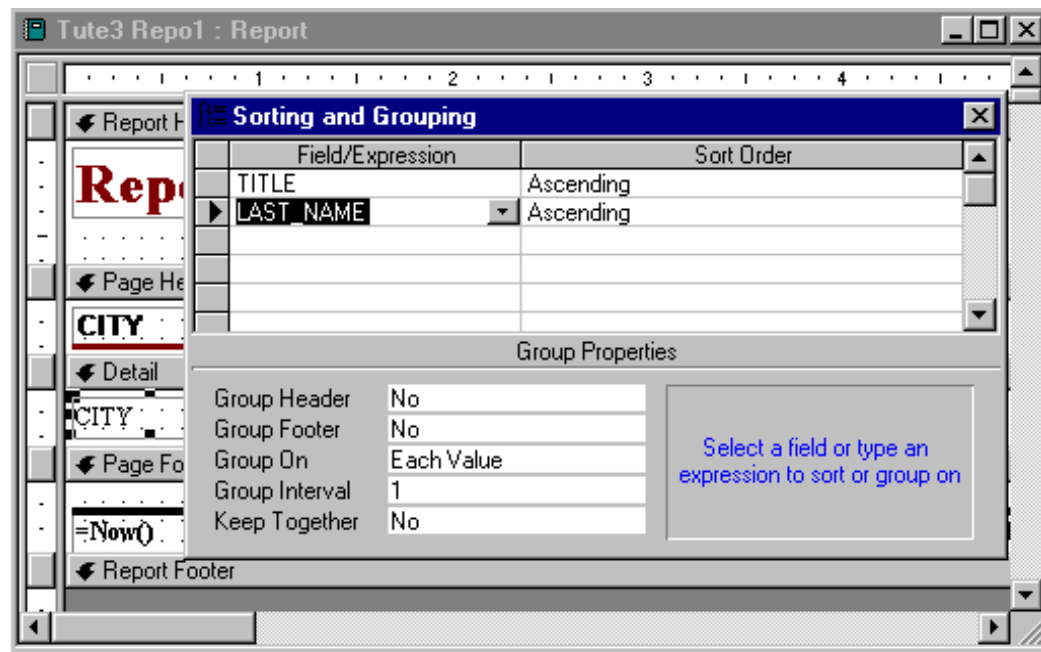 Tute3 Repo1 : Report
1 2 3 4
Report H
Sorting and Grouping
Field/Expression Sort Order
TITLE Ascending
LAST_NAME Ascending
Repo
Page He
CITY
Detail
CITY
Page Fo
=Now()
Report Footer
Group Properties
Group Header No
Group Footer No
Group On Each Value
Group Interval 1
Keep Together No
Select a field or type an
expression to sort or group on